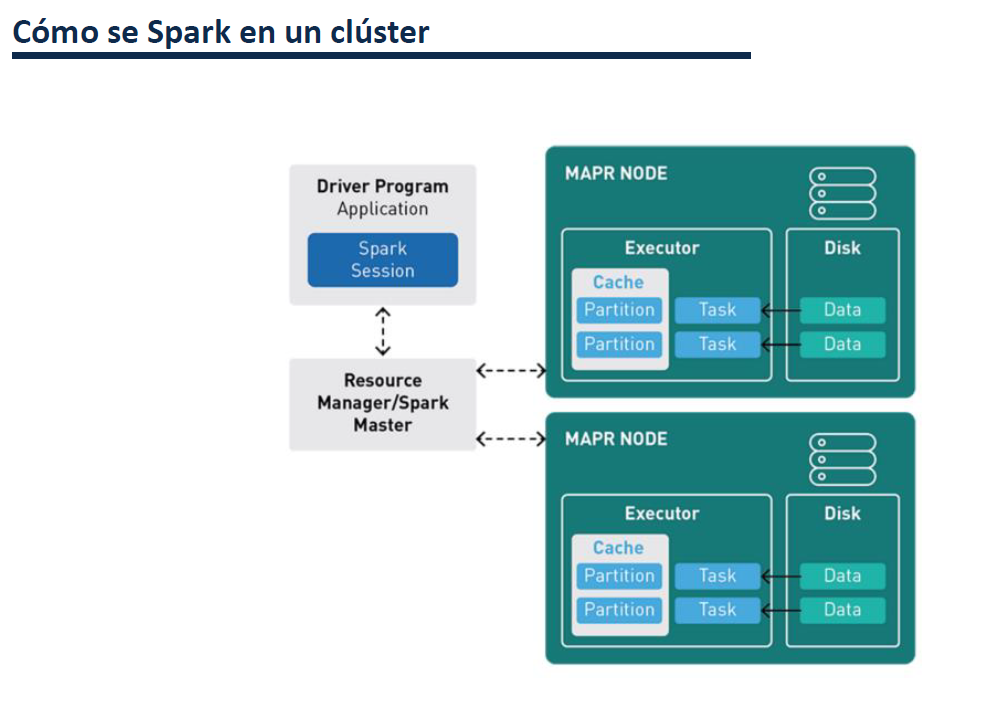 Cómo se Spark en un clúster
Driver Program
Application
Spark
Session
Resource
Manager/Spark
Master
MAPR NODE
Executor
Disk
Cache
Partition
Task
Data
Partition
Task
Data
MAPR NODE
Executor
Disk
Cache
Partition
Task
Data
Partition
Task
Data